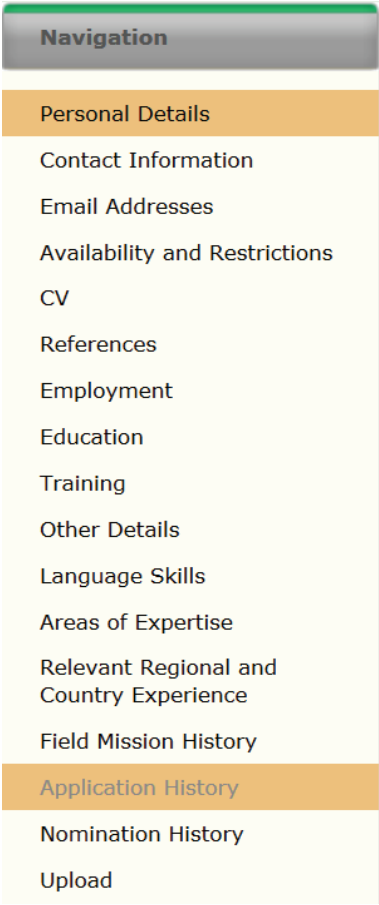 Navigation
Personal Details
Contact Information
Email Addresses
Availability and Restrictions
CV
References
Employment
Education
Training
Other Details
Language Skills
Areas of Expertise
Relevant Regional and
Country Experience
Field Mission History
Application History
Nomination History
Upload